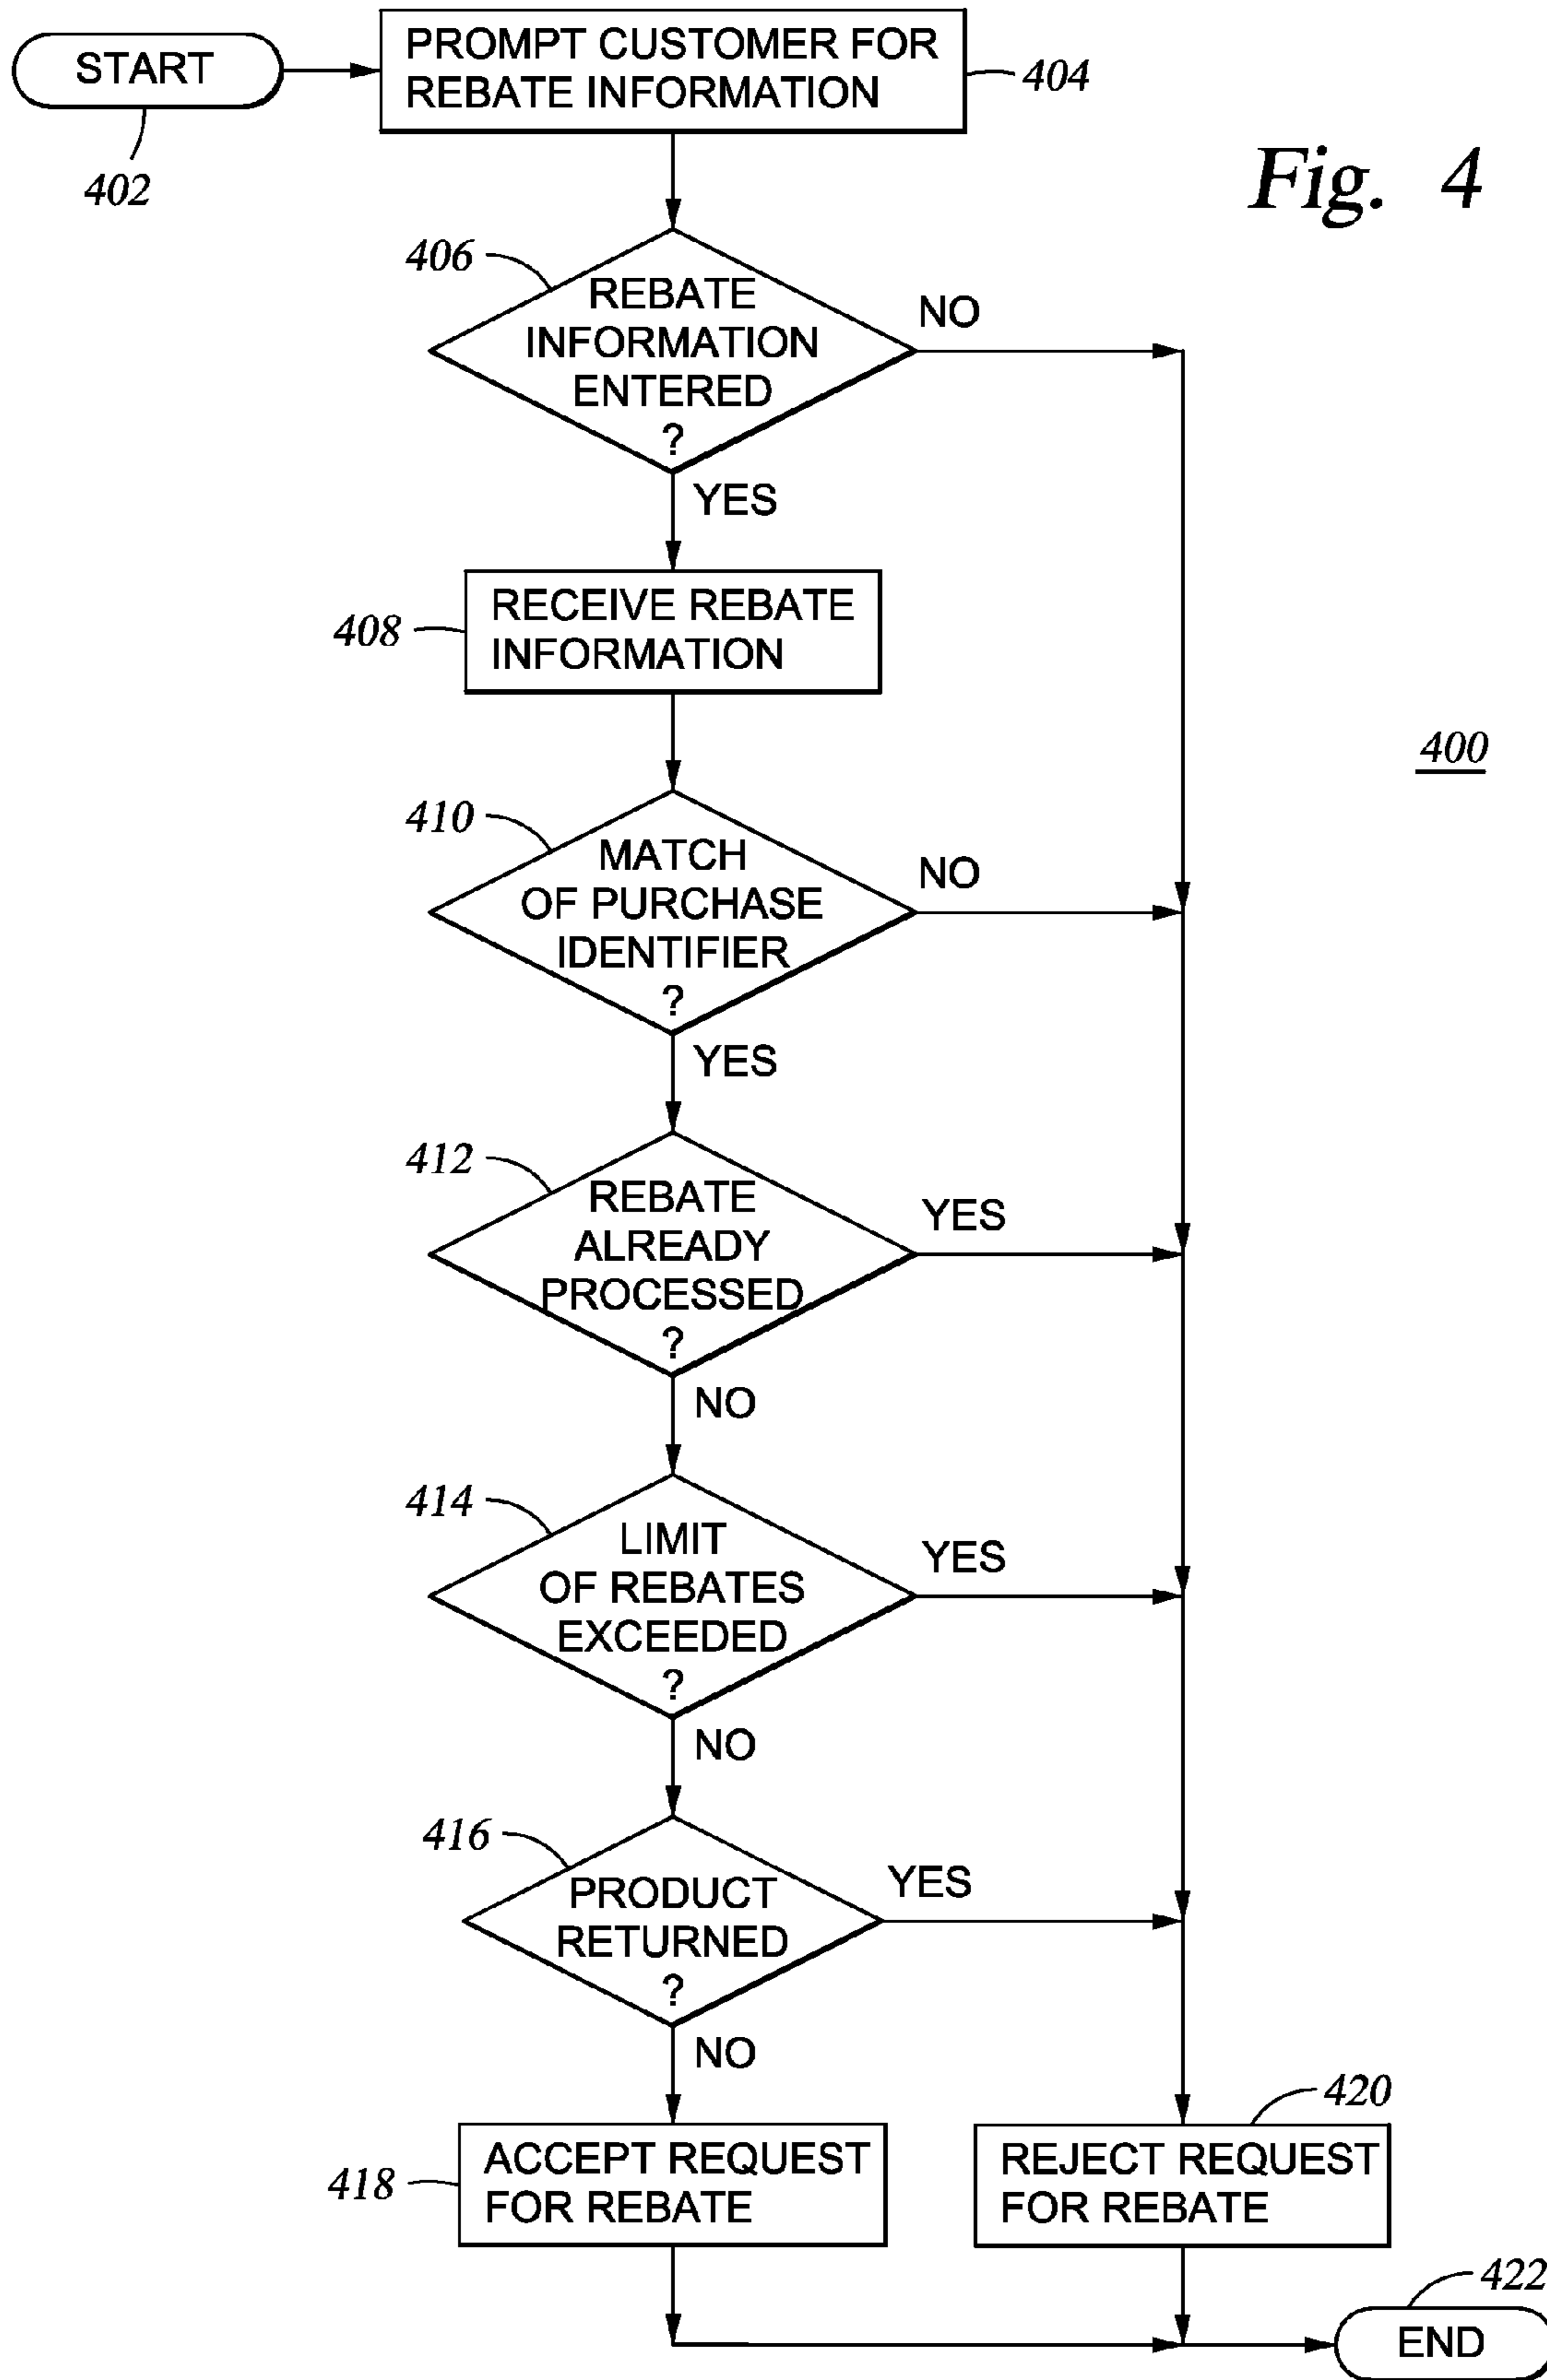 START
PROMPT CUSTOMER FOR
REBATE INFORMATION
404
402
Fig. 4
406
REBATE
INFORMATION
ENTERED
?
NO
YES
408
RECEIVE REBATE
INFORMATION
400
410
MATCH
OF PURCHASE
IDENTIFIER
?
NO
YES
412
REBATE
ALREADY
PROCESSED
?
YES
NO
414
LIMIT
OF REBATES
EXCEEDED
?
YES
NO
416
PRODUCT
RETURNED
?
YES
NO
418
ACCEPT REQUEST
FOR REBATE
420
REJECT REQUEST
FOR REBATE
422
END